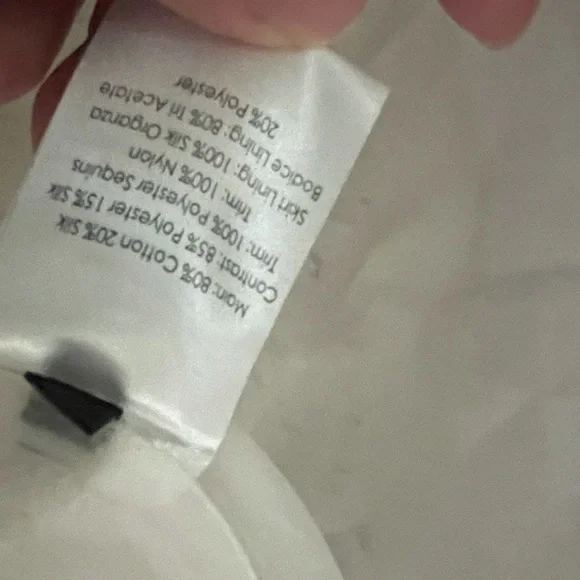 Main: 80% Cotton 20% Silk
Contrast: 85% Polyester 15% Silk
Trim: 100% Polyester Sequins
Trim: 100% Nylon
Skirt Lining: 100% Silk Organza
Bodice Lining: 80% Tri Acetate
20% Polyester